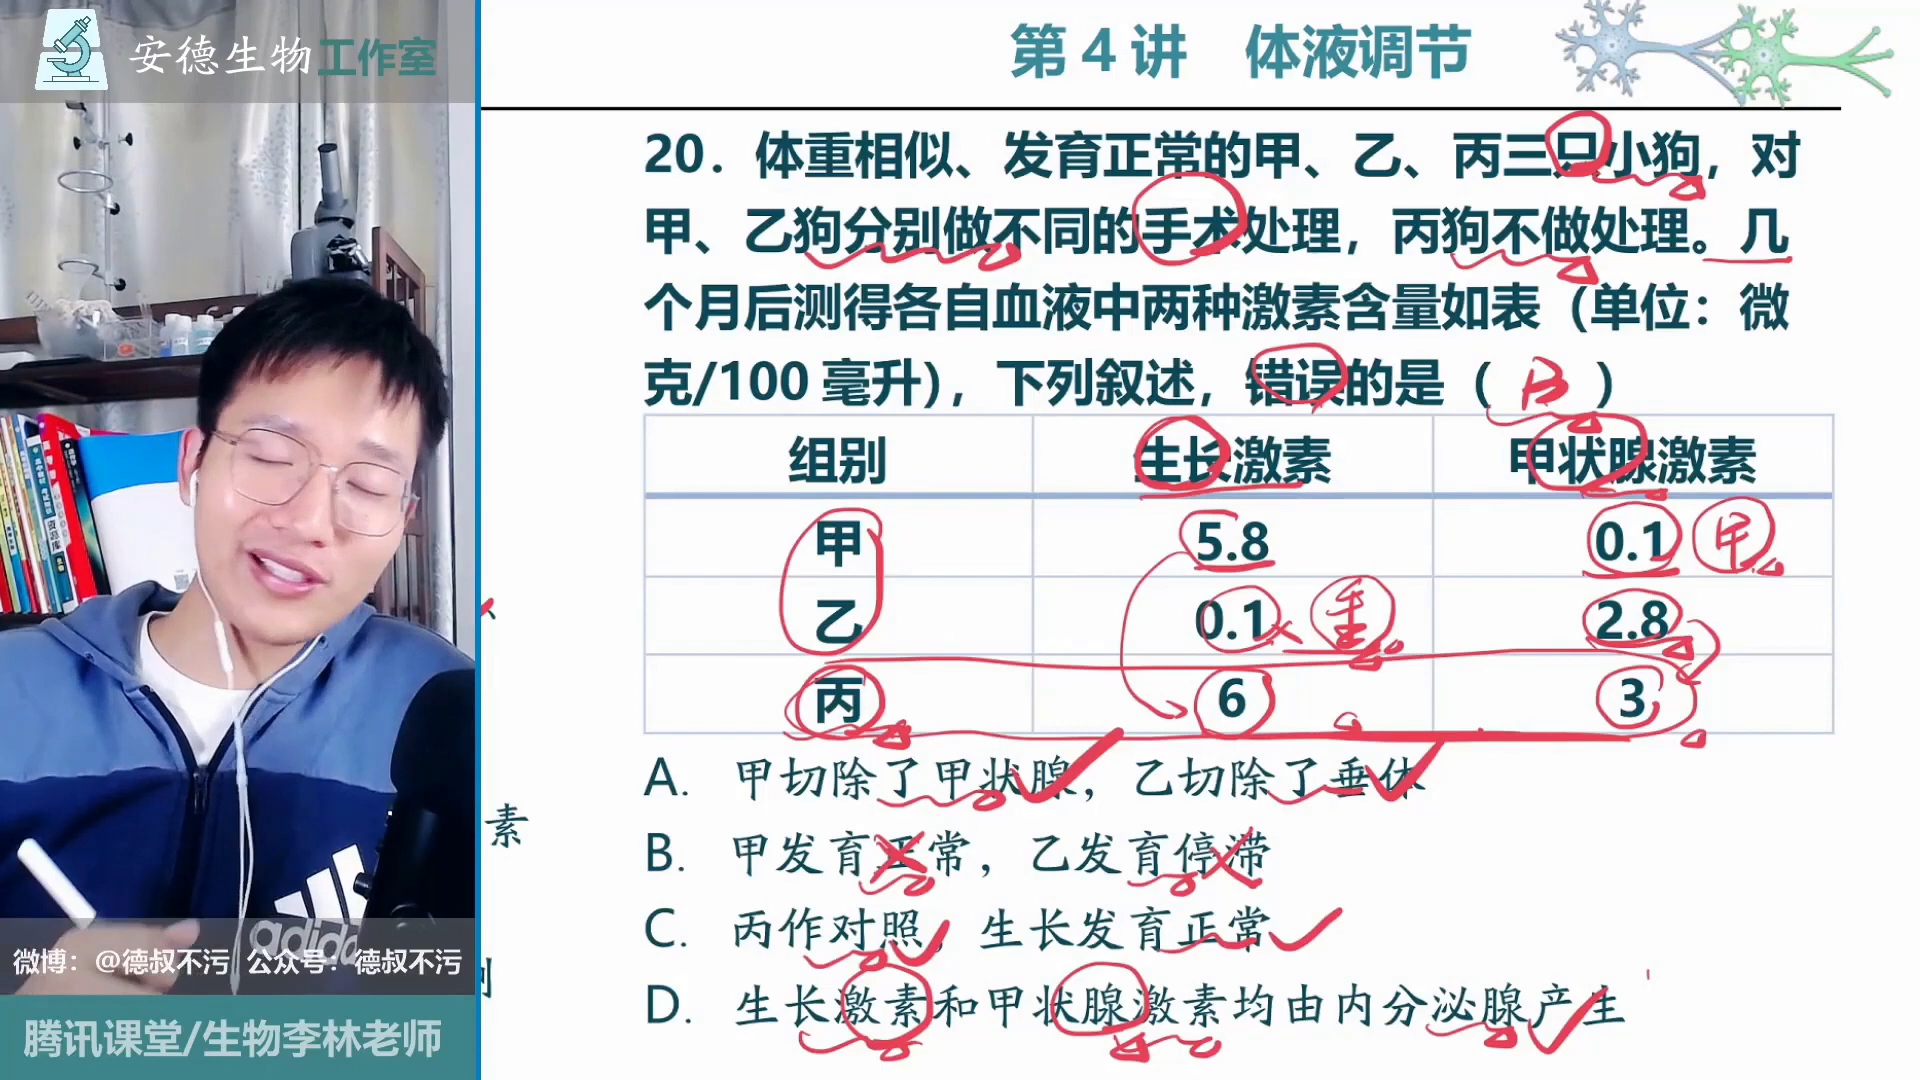 安德生物工作室
第4讲 体液调节
20. 体重相似、发育正常的甲、乙、丙三只小狗，对
甲、乙狗分别做不同的手术处理，丙狗不做处理。几
个月后测得各自血液中两种激素含量如表（单位：微
克/100 毫升)，下列叙述，错误的是（ B ）
组别 生长激素 甲状腺激素
甲 5.8 0.1 甲
乙 0.1 垂 2.8
丙 6 3
A. 甲切除了甲状腺，乙切除了垂体
B. 甲发育正常，乙发育停滞
C. 丙作对照，生长发育正常
D. 生长激素和甲状腺激素均由内分泌腺产生
素
adidas
微博：@德叔不污 公众号：德叔不污
腾讯课堂/生物李林老师